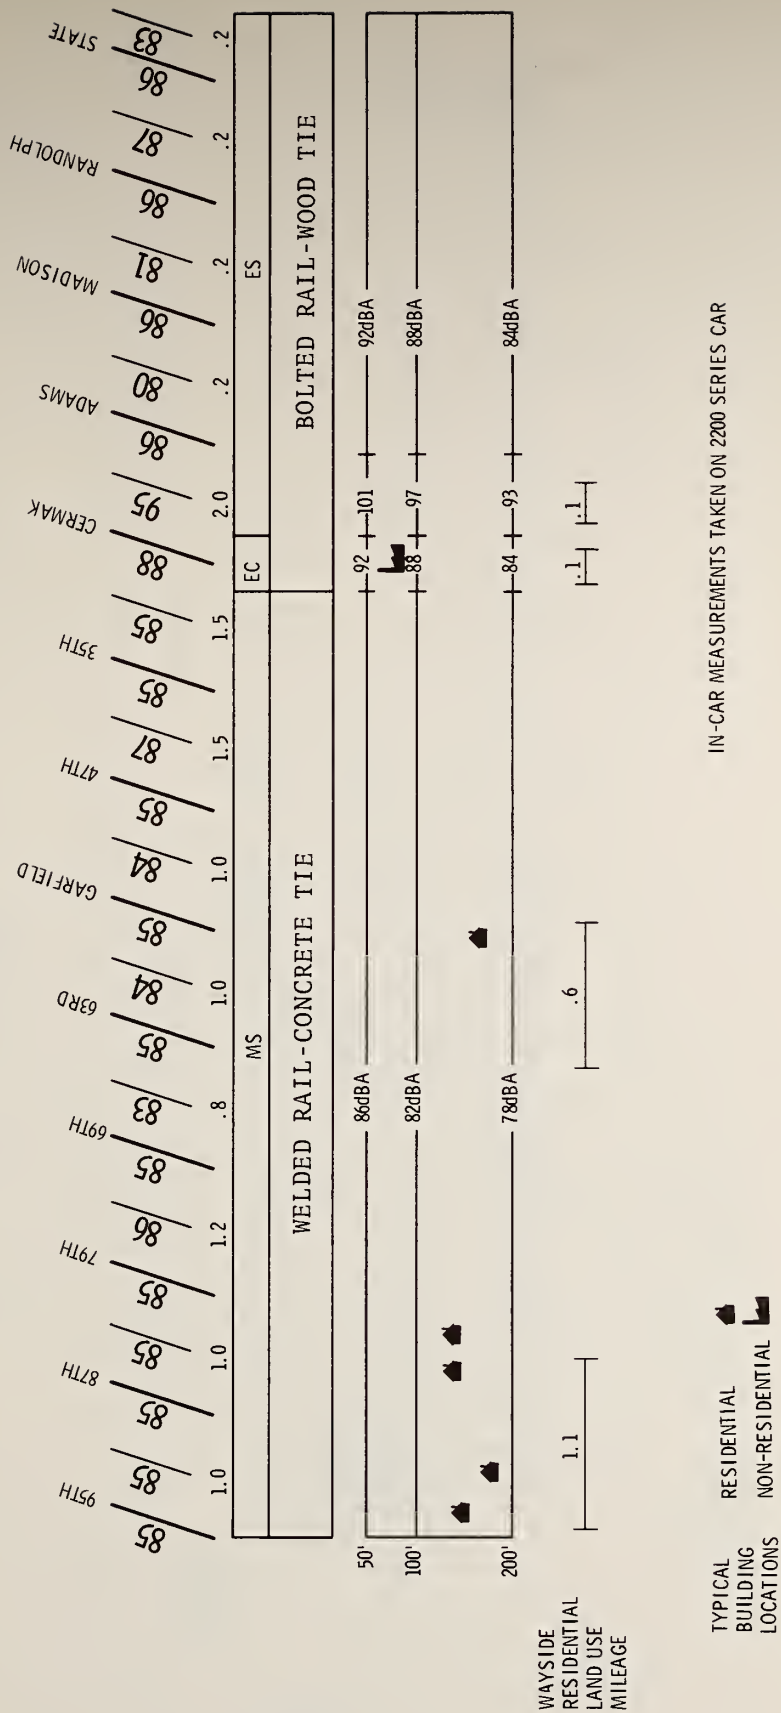 95TH 87TH 79TH 69TH 63RD GARFIELD 47TH 35TH CERMAK ADAMS MADISON RANDOLPH STATE
85 85 85 85 85 86 85 83 85 84 85 84 85 87 85 85 88 95 86 80 86 81 86 87 86 83
1.0 1.0 1.2 .8 1.0 1.0 1.5 1.5 2.0 .2 .2 .2 .2
MS EC ES
WELDED RAIL-CONCRETE TIE BOLTED RAIL-WOOD TIE
50' 86dBA 92 101 92dBA
100' 82dBA 88 97 88dBA
200' 78dBA 84 93 84dBA
WAYSIDE
RESIDENTIAL
LAND USE
MILEAGE
1.1 .6 .1 .1
TYPICAL
BUILDING
LOCATIONS
RESIDENTIAL
NON-RESIDENTIAL
IN-CAR MEASUREMENTS TAKEN ON 2200 SERIES CAR